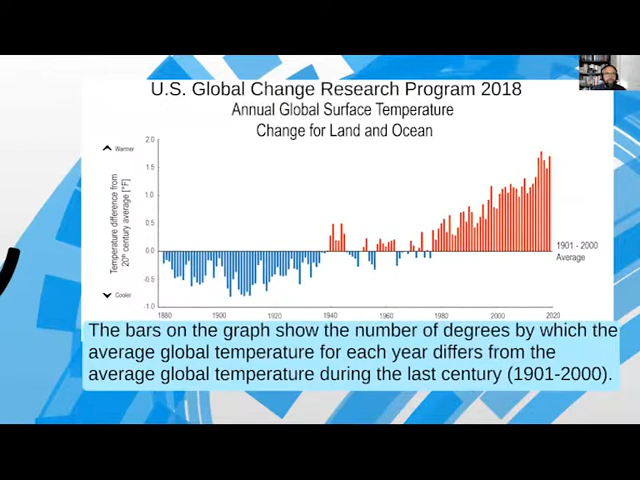 U.S. Global Change Research Program 2018
Annual Global Surface Temperature
Change for Land and Ocean
Warmer
Temperature difference from
20th century average [°F]
Cooler
2.0
1.5
1.0
0.5
0.0
-0.5
-1.0
1880
1900
1920
1940
1960
1980
2000
2020
1901 - 2000
Average
The bars on the graph show the number of degrees by which the
average global temperature for each year differs from the
average global temperature during the last century (1901-2000).